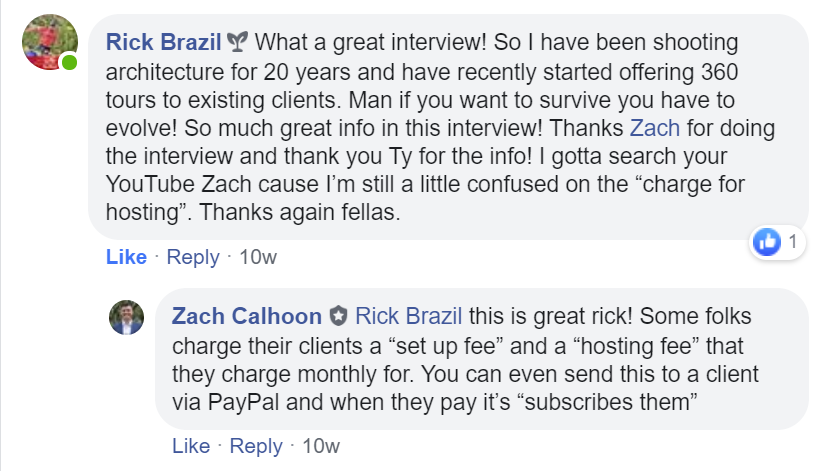 Rick Brazil What a great interview! So I have been shooting
architecture for 20 years and have recently started offering 360
tours to existing clients. Man if you want to survive you have to
evolve! So much great info in this interview! Thanks Zach for doing
the interview and thank you Ty for the info! I gotta search your
YouTube Zach cause I’m still a little confused on the “charge for
hosting”. Thanks again fellas.
1
Like · Reply · 10w
Zach Calhoon Rick Brazil this is great rick! Some folks
charge their clients a “set up fee” and a “hosting fee” that
they charge monthly for. You can even send this to a client
via PayPal and when they pay it’s “subscribes them”
Like · Reply · 10w